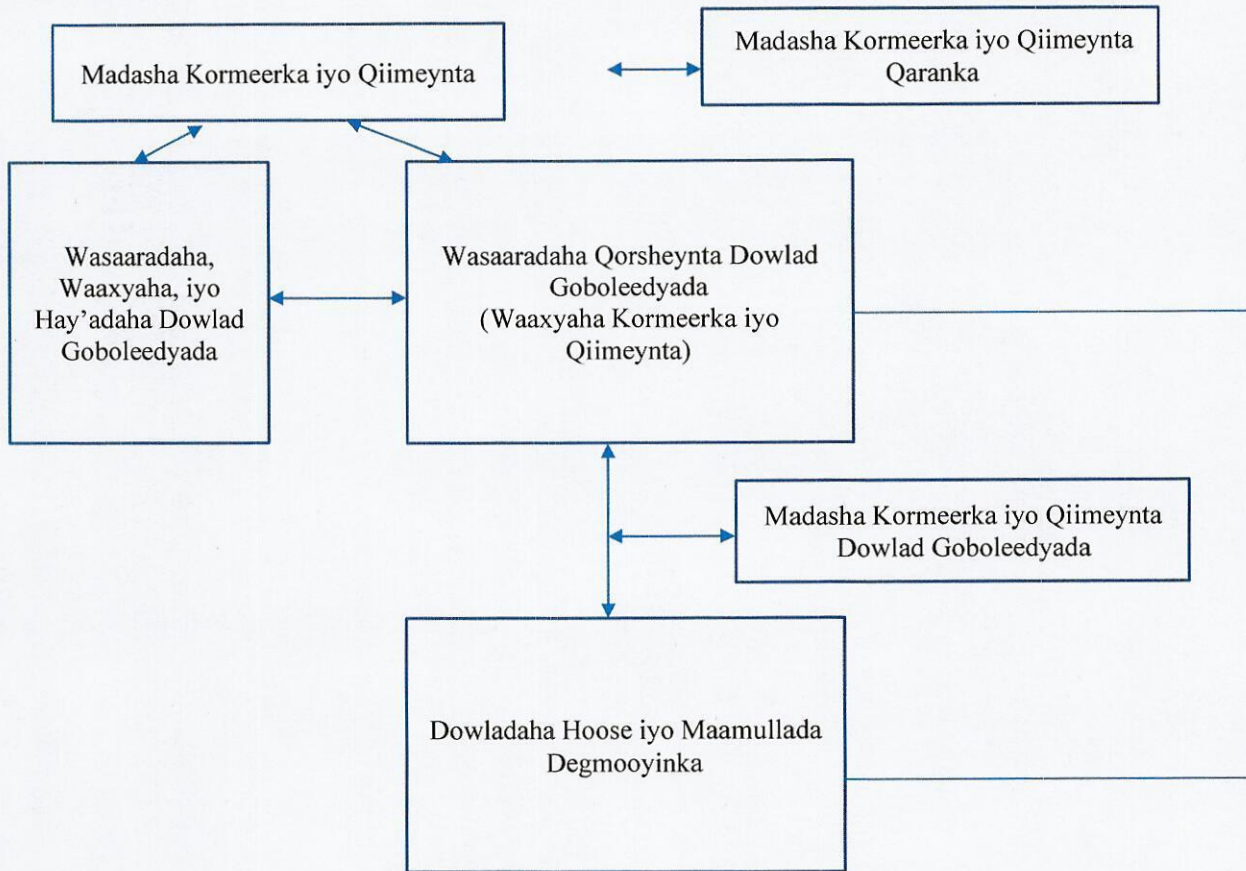 Madasha Kormeerka iyo Qiimeynta
Madasha Kormeerka iyo Qiimeynta
Qaranka
Wasaaradaha,
Waaxyaha, iyo
Hay’adaha Dowlad
Goboleedyada
Wasaaradaha Qorsheynta Dowlad
Goboleedyada
(Waaxyaha Kormeerka iyo
Qiimeynta)
Madasha Kormeerka iyo Qiimeynta
Dowlad Goboleedyada
Dowladaha Hoose iyo Maamullada
Degmooyinka